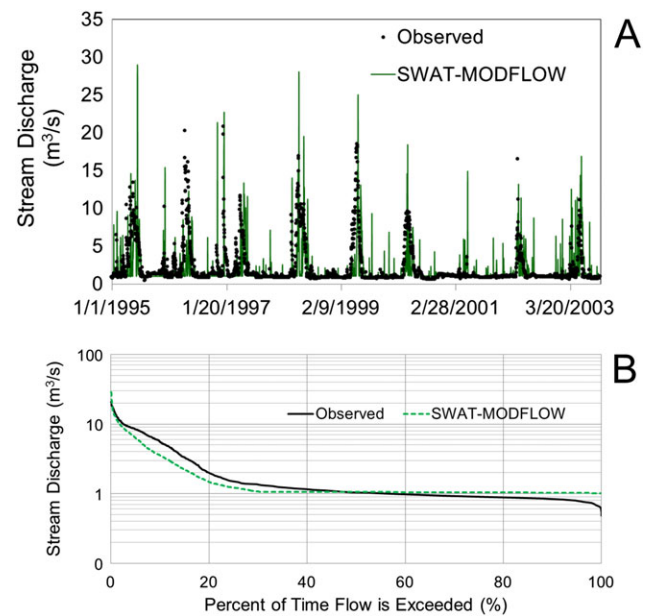 A
Observed
SWAT-MODFLOW
Stream Discharge
(m³/s)
35
30
25
20
15
10
5
0
1/1/1995 1/20/1997 2/9/1999 2/28/2001 3/20/2003
B
Observed SWAT-MODFLOW
Stream Discharge (m³/s)
100
10
1
0
0
0 20 40 60 80 100
Percent of Time Flow is Exceeded (%)